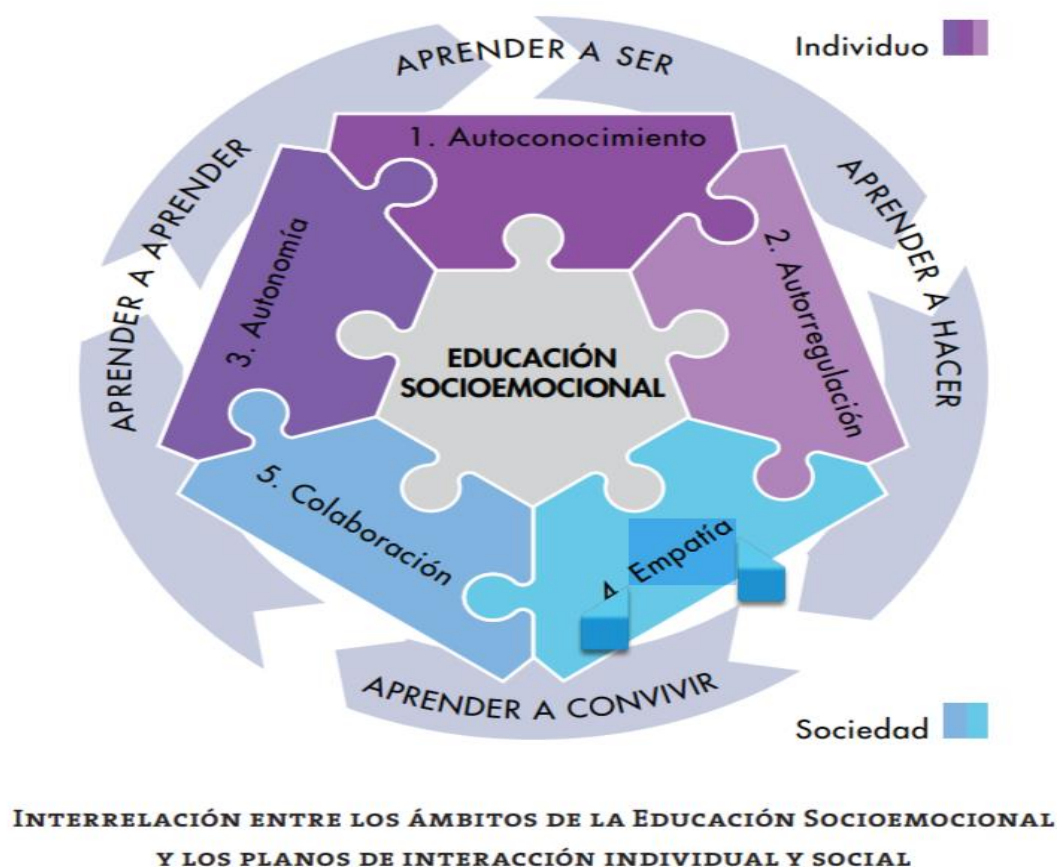 APRENDER A SER
Individuo
1. Autoconocimiento
APRENDER A APRENDER
APRENDER A HACER
3. Autonomía
2. Autorregulación
EDUCACIÓN
SOCIOEMOCIONAL
5. Colaboración
4. Empatía
APRENDER A CONVIVIR
Sociedad
INTERRELACIÓN ENTRE LOS ÁMBITOS DE LA EDUCACIÓN SOCIOEMOCIONAL
Y LOS PLANOS DE INTERACCIÓN INDIVIDUAL Y SOCIAL